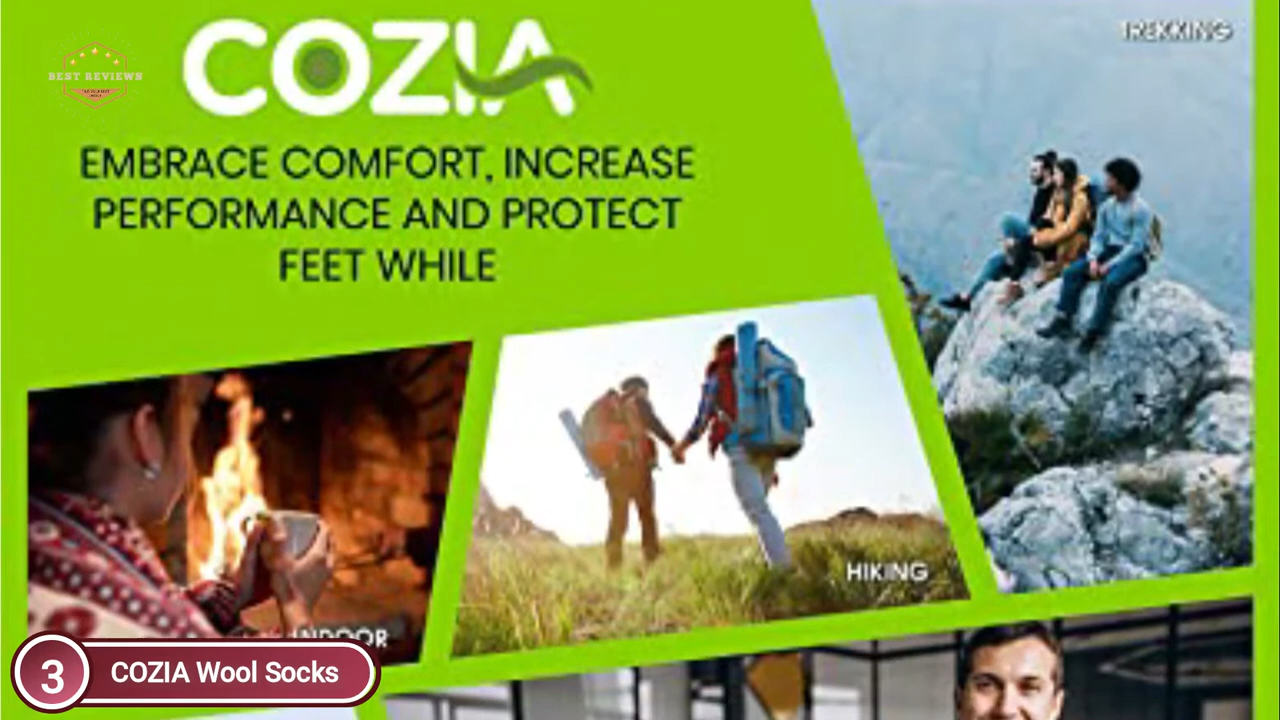 BEST REVIEWS
COZIA
EMBRACE COMFORT, INCREASE
PERFORMANCE AND PROTECT
FEET WHILE
TREKKING
HIKING
INDOOR
3
COZIA Wool Socks